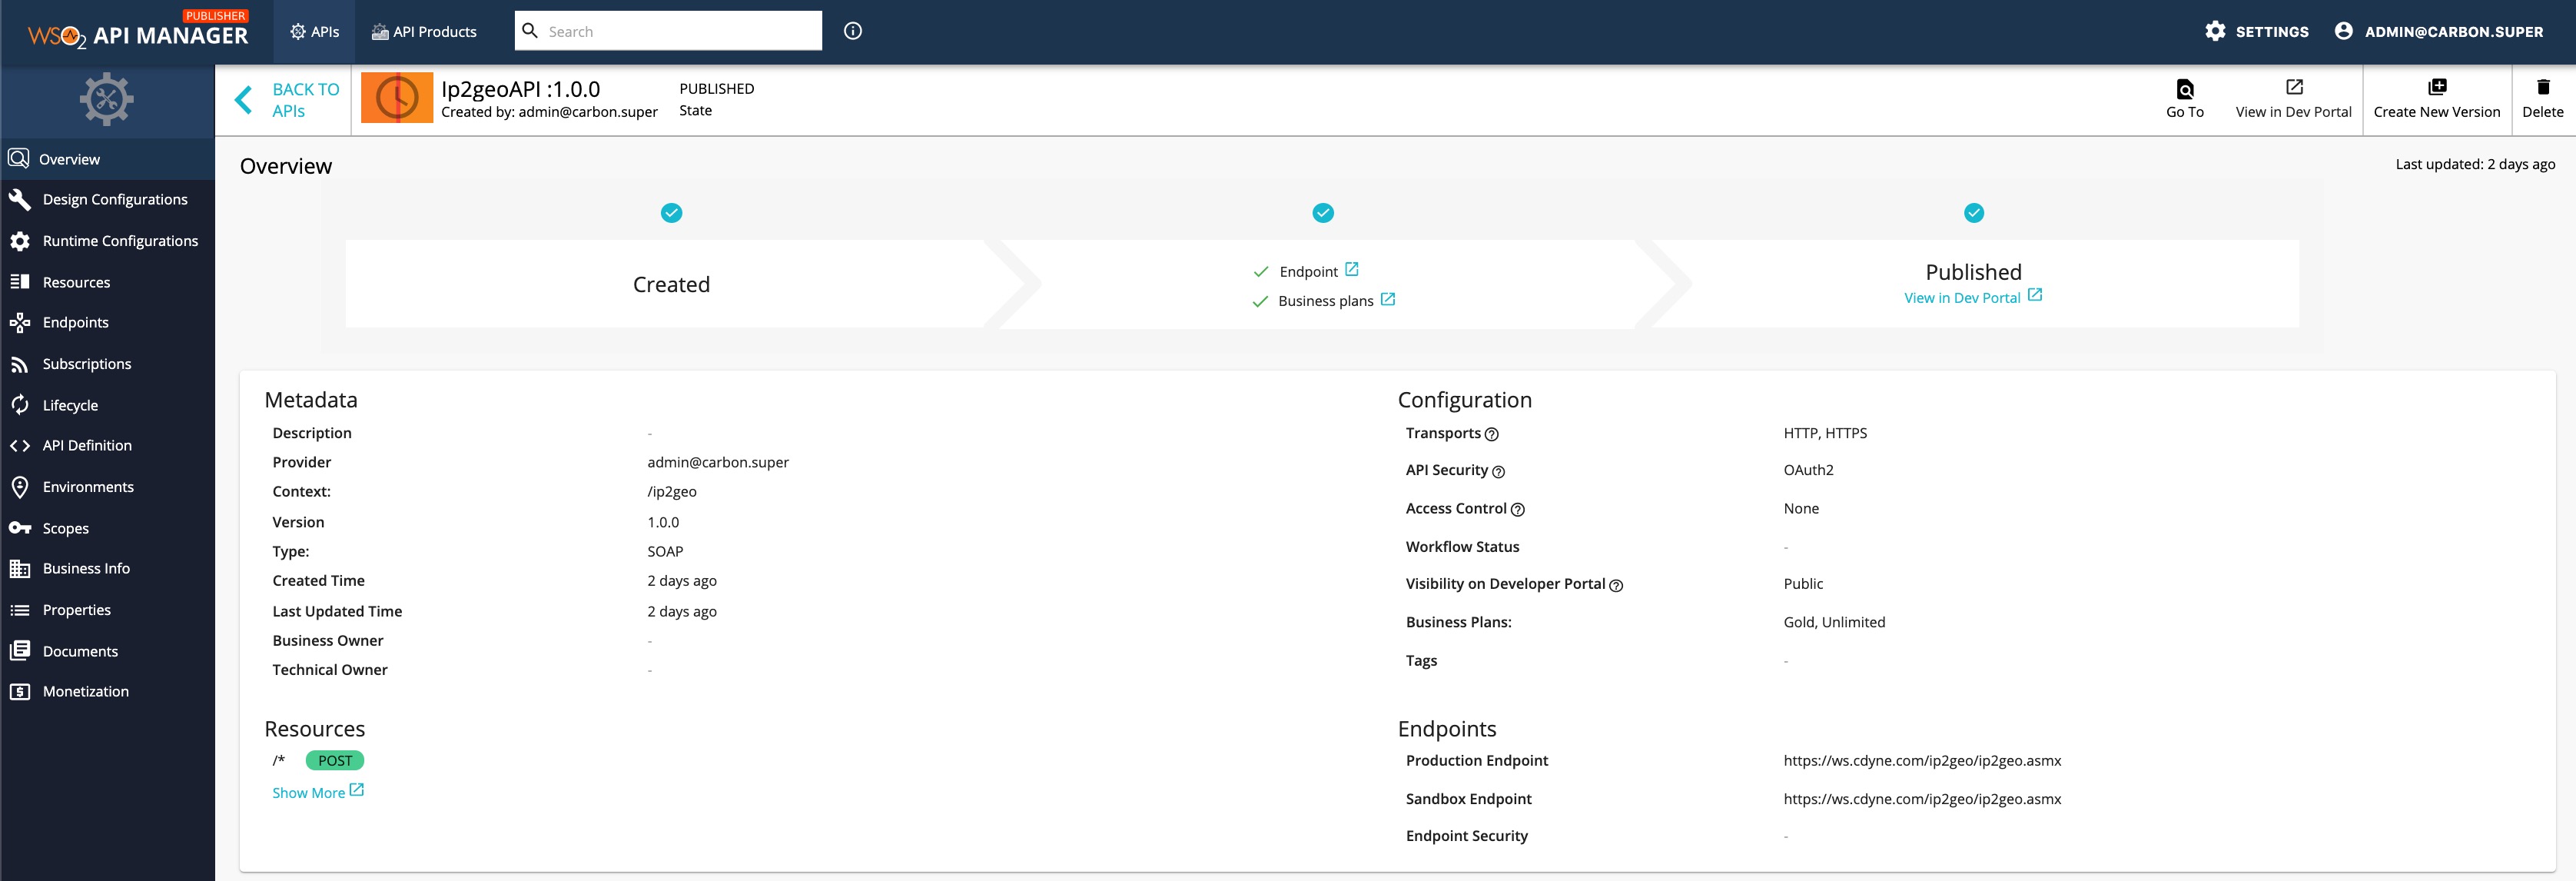 PUBLISHER
WSO2 API MANAGER
APIs
API Products
Search
SETTINGS
ADMIN@CARBON.SUPER
BACK TO
APIs
Ip2geoAPI :1.0.0
Created by: admin@carbon.super
PUBLISHED
State
Go To
View in Dev Portal
Create New Version
Delete
Overview
Design Configurations
Runtime Configurations
Resources
Endpoints
Subscriptions
Lifecycle
API Definition
Environments
Scopes
Business Info
Properties
Documents
Monetization
Overview
Last updated: 2 days ago
Created
Endpoint
Business plans
Published
View in Dev Portal
Metadata
Description -
Provider admin@carbon.super
Context: /ip2geo
Version 1.0.0
Type: SOAP
Created Time 2 days ago
Last Updated Time 2 days ago
Business Owner -
Technical Owner -
Configuration
Transports HTTP, HTTPS
API Security OAuth2
Access Control None
Workflow Status -
Visibility on Developer Portal Public
Business Plans: Gold, Unlimited
Tags -
Resources
/* POST
Show More
Endpoints
Production Endpoint https://ws.cdyne.com/ip2geo/ip2geo.asmx
Sandbox Endpoint https://ws.cdyne.com/ip2geo/ip2geo.asmx
Endpoint Security -